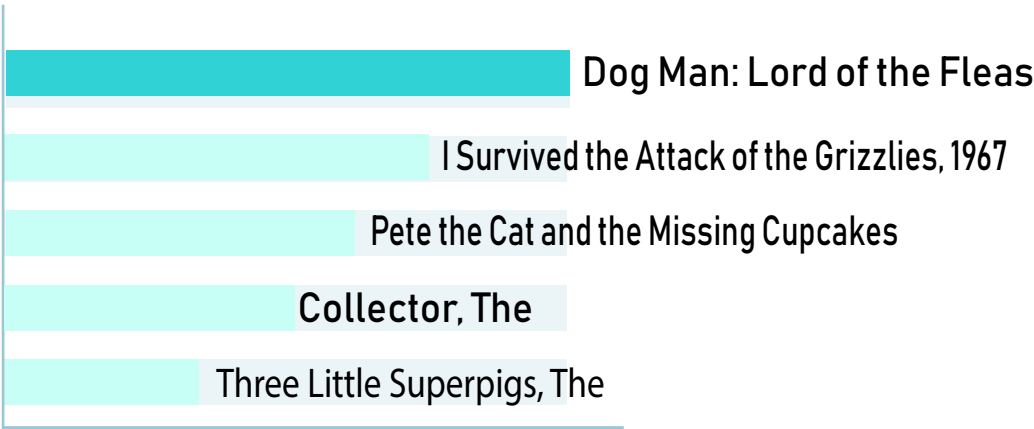 Dog Man: Lord of the Fleas
I Survived the Attack of the Grizzlies, 1967
Pete the Cat and the Missing Cupcakes
Collector, The
Three Little Superpigs, The